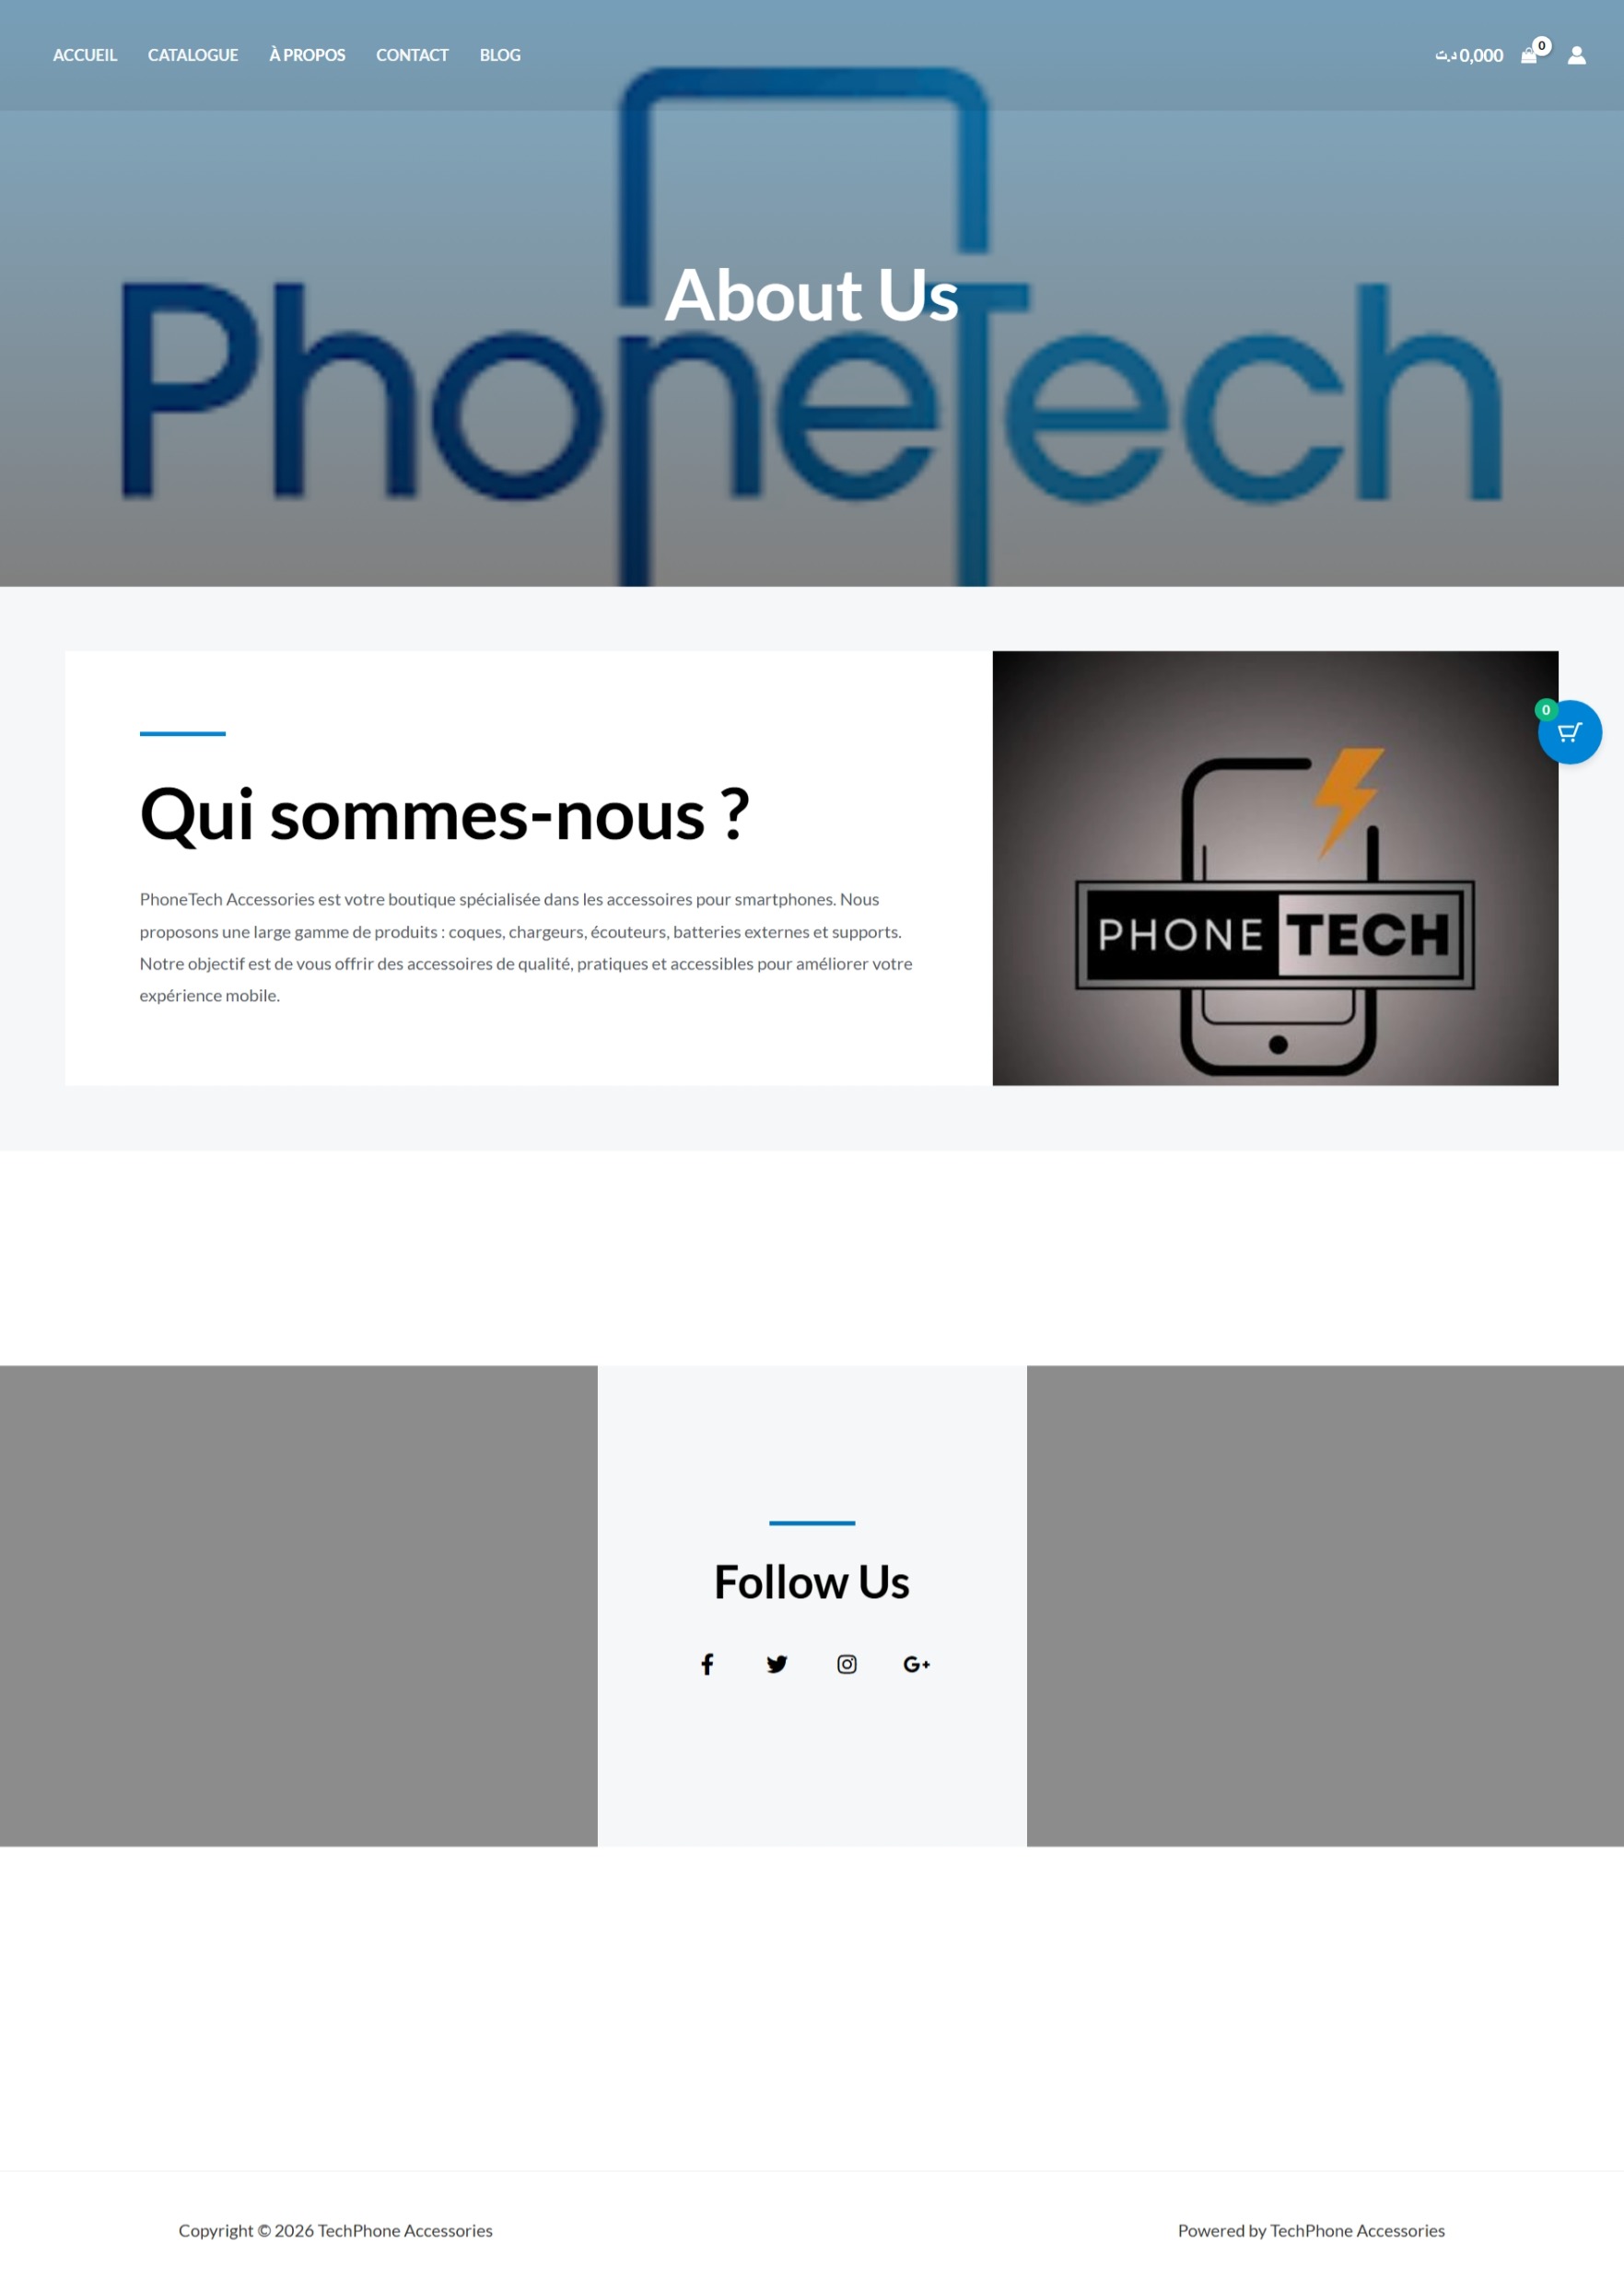 ACCUEIL CATALOGUE À PROPOS CONTACT BLOG د.ت 0,000 0
About Us
PhoneTech
Qui sommes-nous ?
PhoneTech Accessories est votre boutique spécialisée dans les accessoires pour smartphones. Nous
proposons une large gamme de produits : coques, chargeurs, écouteurs, batteries externes et supports.
Notre objectif est de vous offrir des accessoires de qualité, pratiques et accessibles pour améliorer votre
expérience mobile.
0
PHONE TECH
Follow Us
G+
Copyright © 2026 TechPhone Accessories
Powered by TechPhone Accessories